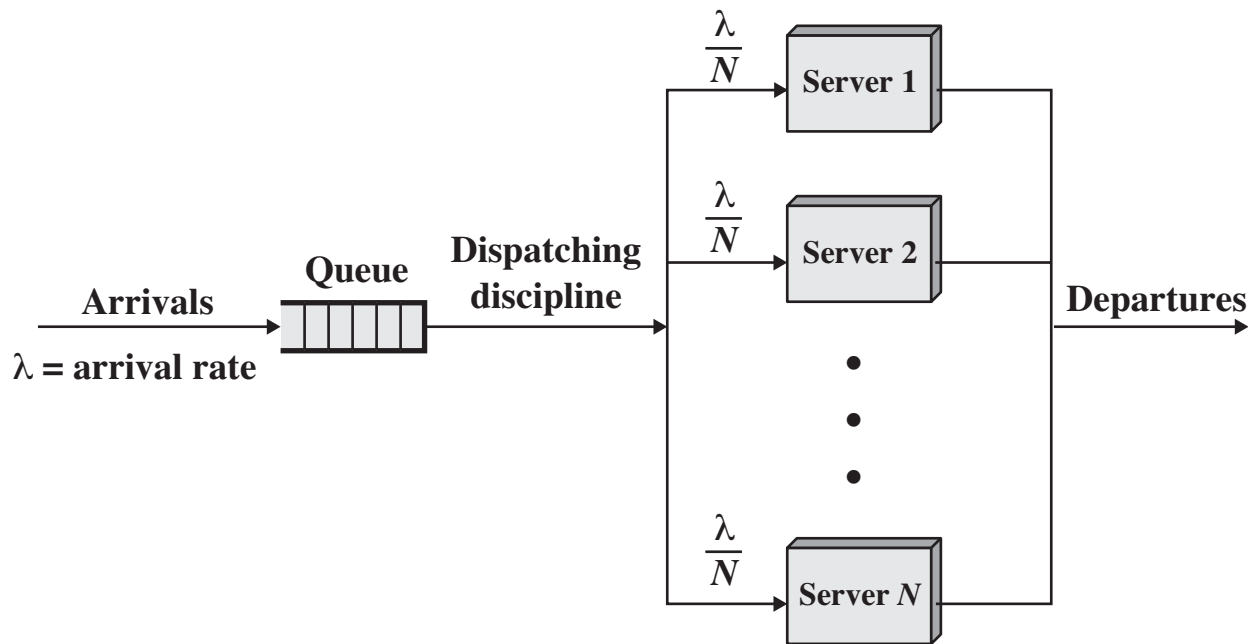 λ
N
Server 1
λ
N
Server 2
Dispatching
discipline
Queue
Arrivals
λ = arrival rate
Departures
λ
N
Server N